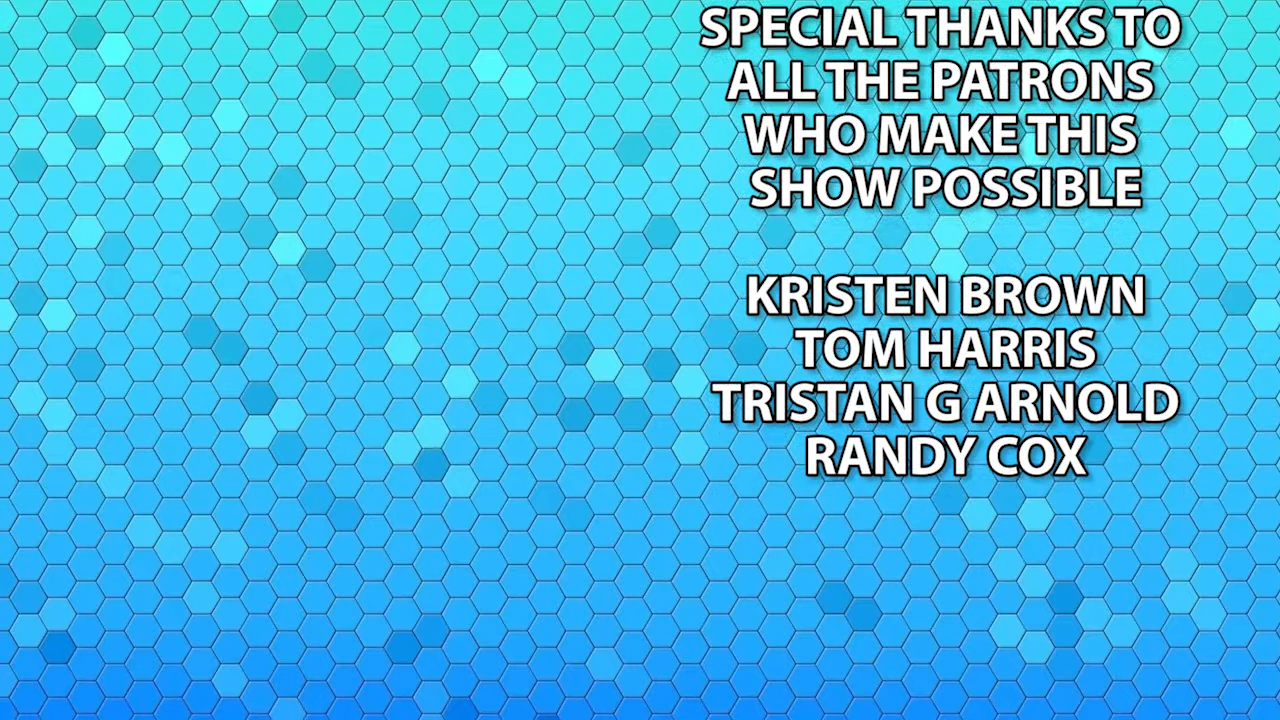 SPECIAL THANKS TO
ALL THE PATRONS
WHO MAKE THIS
SHOW POSSIBLE
KRISTEN BROWN
TOM HARRIS
TRISTAN G ARNOLD
RANDY COX